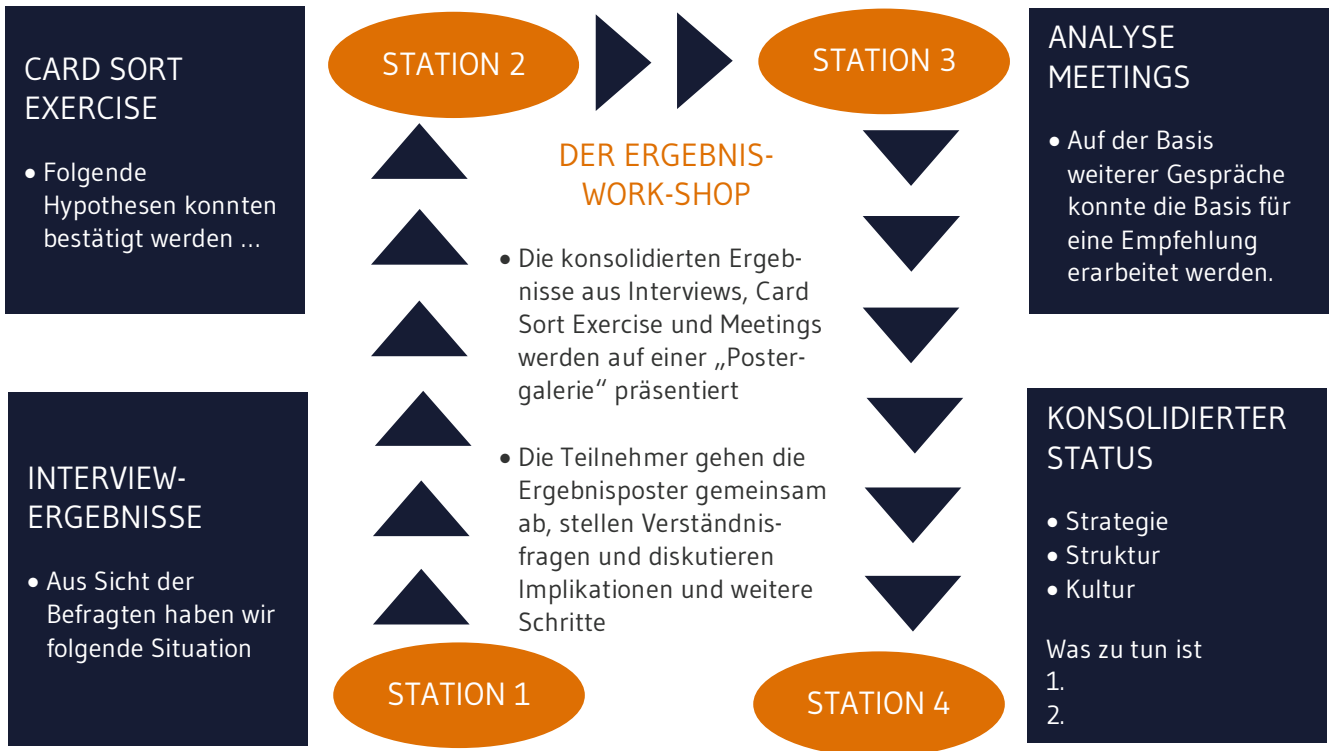 CARD SORT
EXERCISE
• Folgende
Hypothesen konnten
bestätigt werden ...
INTERVIEW-
ERGEBNISSE
• Aus Sicht der
Befragten haben wir
folgende Situation
STATION 2
STATION 3
DER ERGEBNIS-
WORK-SHOP
• Die konsolidierten Ergeb-
nisse aus Interviews, Card
Sort Exercise und Meetings
werden auf einer „Poster-
galerie“ präsentiert
• Die Teilnehmer gehen die
Ergebnisposter gemeinsam
ab, stellen Verständnis-
fragen und diskutieren
Implikationen und weitere
Schritte
STATION 1
STATION 4
ANALYSE
MEETINGS
• Auf der Basis
weiterer Gespräche
konnte die Basis für
eine Empfehlung
erarbeitet werden.
KONSOLIDIERTER
STATUS
• Strategie
• Struktur
• Kultur
Was zu tun ist
1.
2.